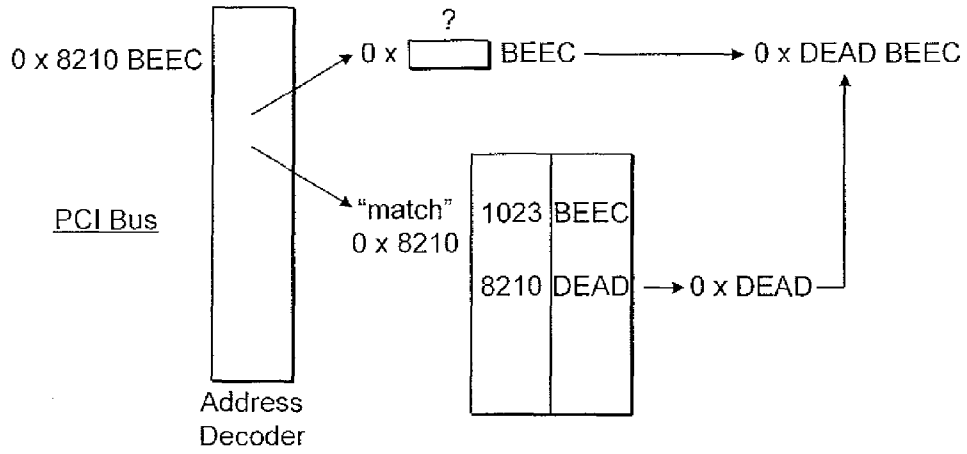 ?
0 x 8210 BEEC
0 x BEEC
0 x DEAD BEEC
PCI Bus
"match"
0 x 8210
1023 BEEC
8210 DEAD
0 x DEAD
Address
Decoder